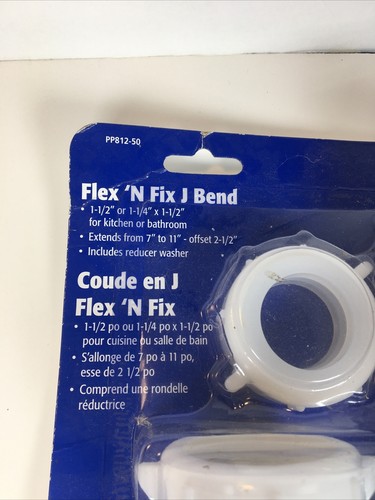 PP812-50
Flex 'N Fix J Bend
• 1-1/2" or 1-1/4" x 1-1/2"
for kitchen or bathroom
• Extends from 7" to 11" - offset 2-1/2"
• Includes reducer washer
Coude en J
Flex 'N Fix
• 1-1/2 po ou 1-1/4 po x 1-1/2 po
pour cuisine ou salle de bain
• S'allonge de 7 po à 11 po,
esse de 2 1/2 po
• Comprend une rondelle
réductrice